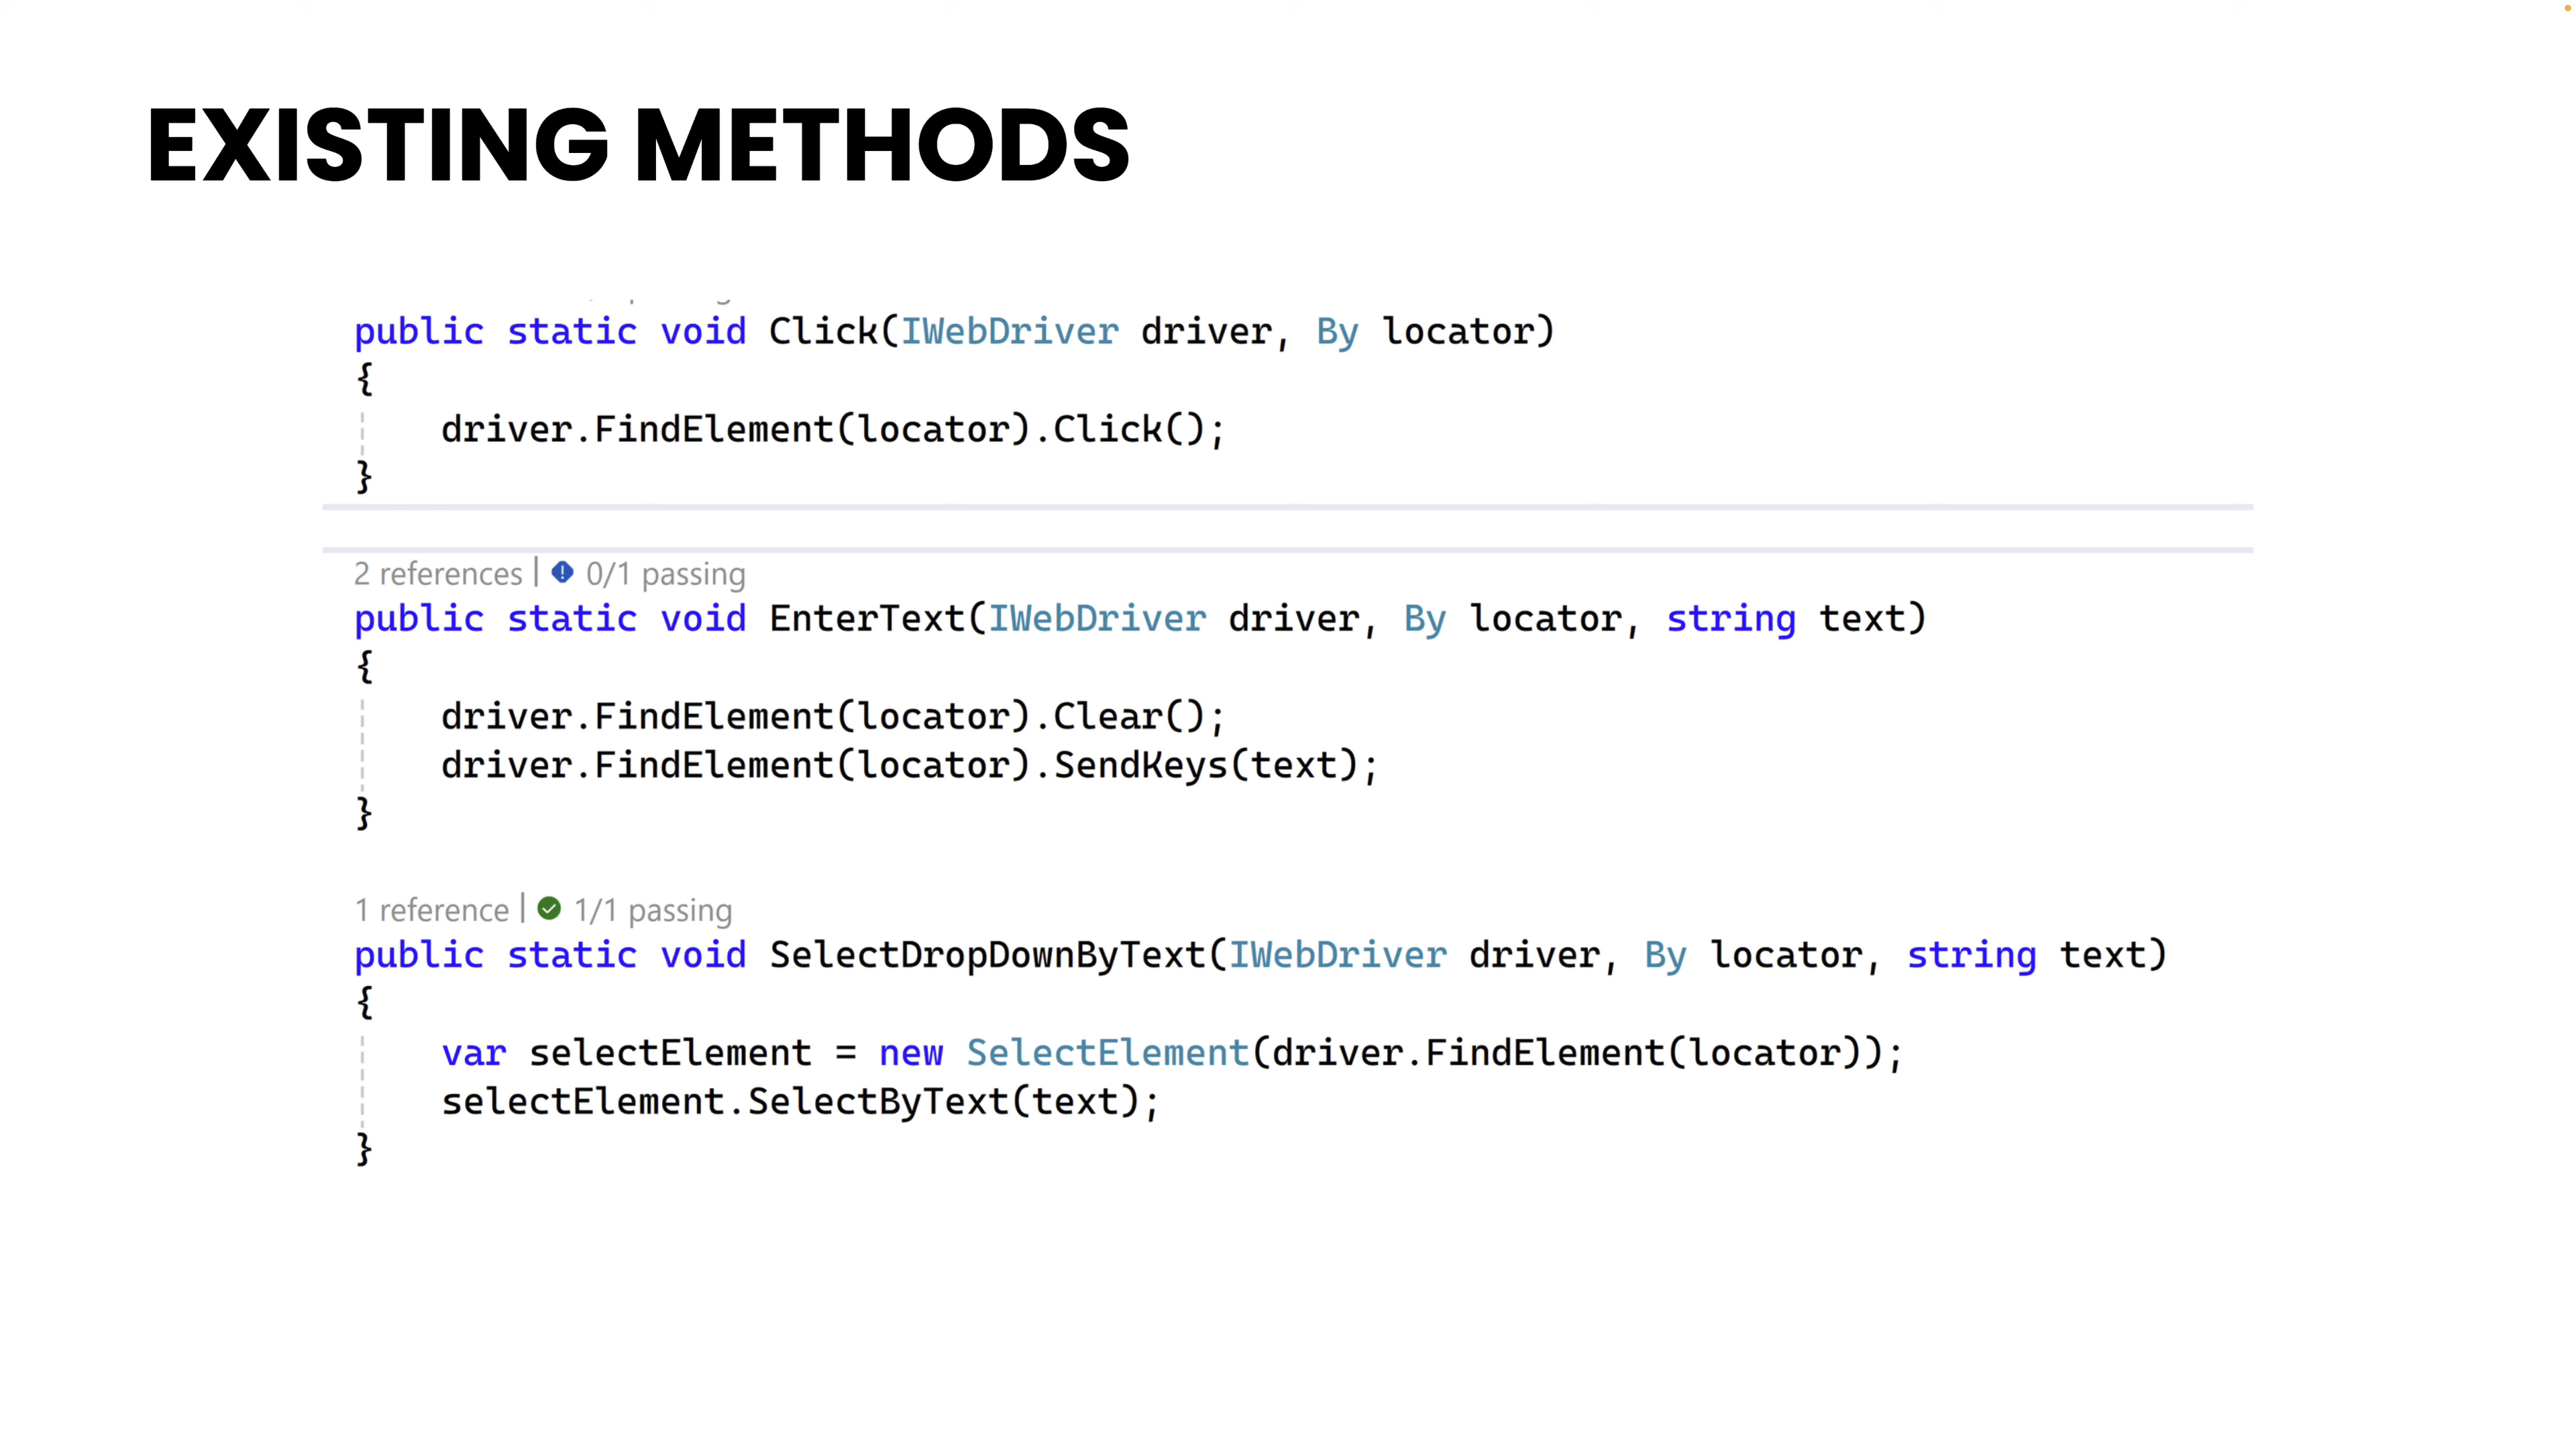 EXISTING METHODS
public static void Click(IWebDriver driver, By locator)
{
driver.FindElement(locator).Click();
}
2 references | 0/1 passing
public static void EnterText(IWebDriver driver, By locator, string text)
{
driver.FindElement(locator).Clear();
driver.FindElement(locator).SendKeys(text);
}
1 reference | 1/1 passing
public static void SelectDropDownByText(IWebDriver driver, By locator, string text)
{
var selectElement = new SelectElement(driver.FindElement(locator));
selectElement.SelectByText(text);
}